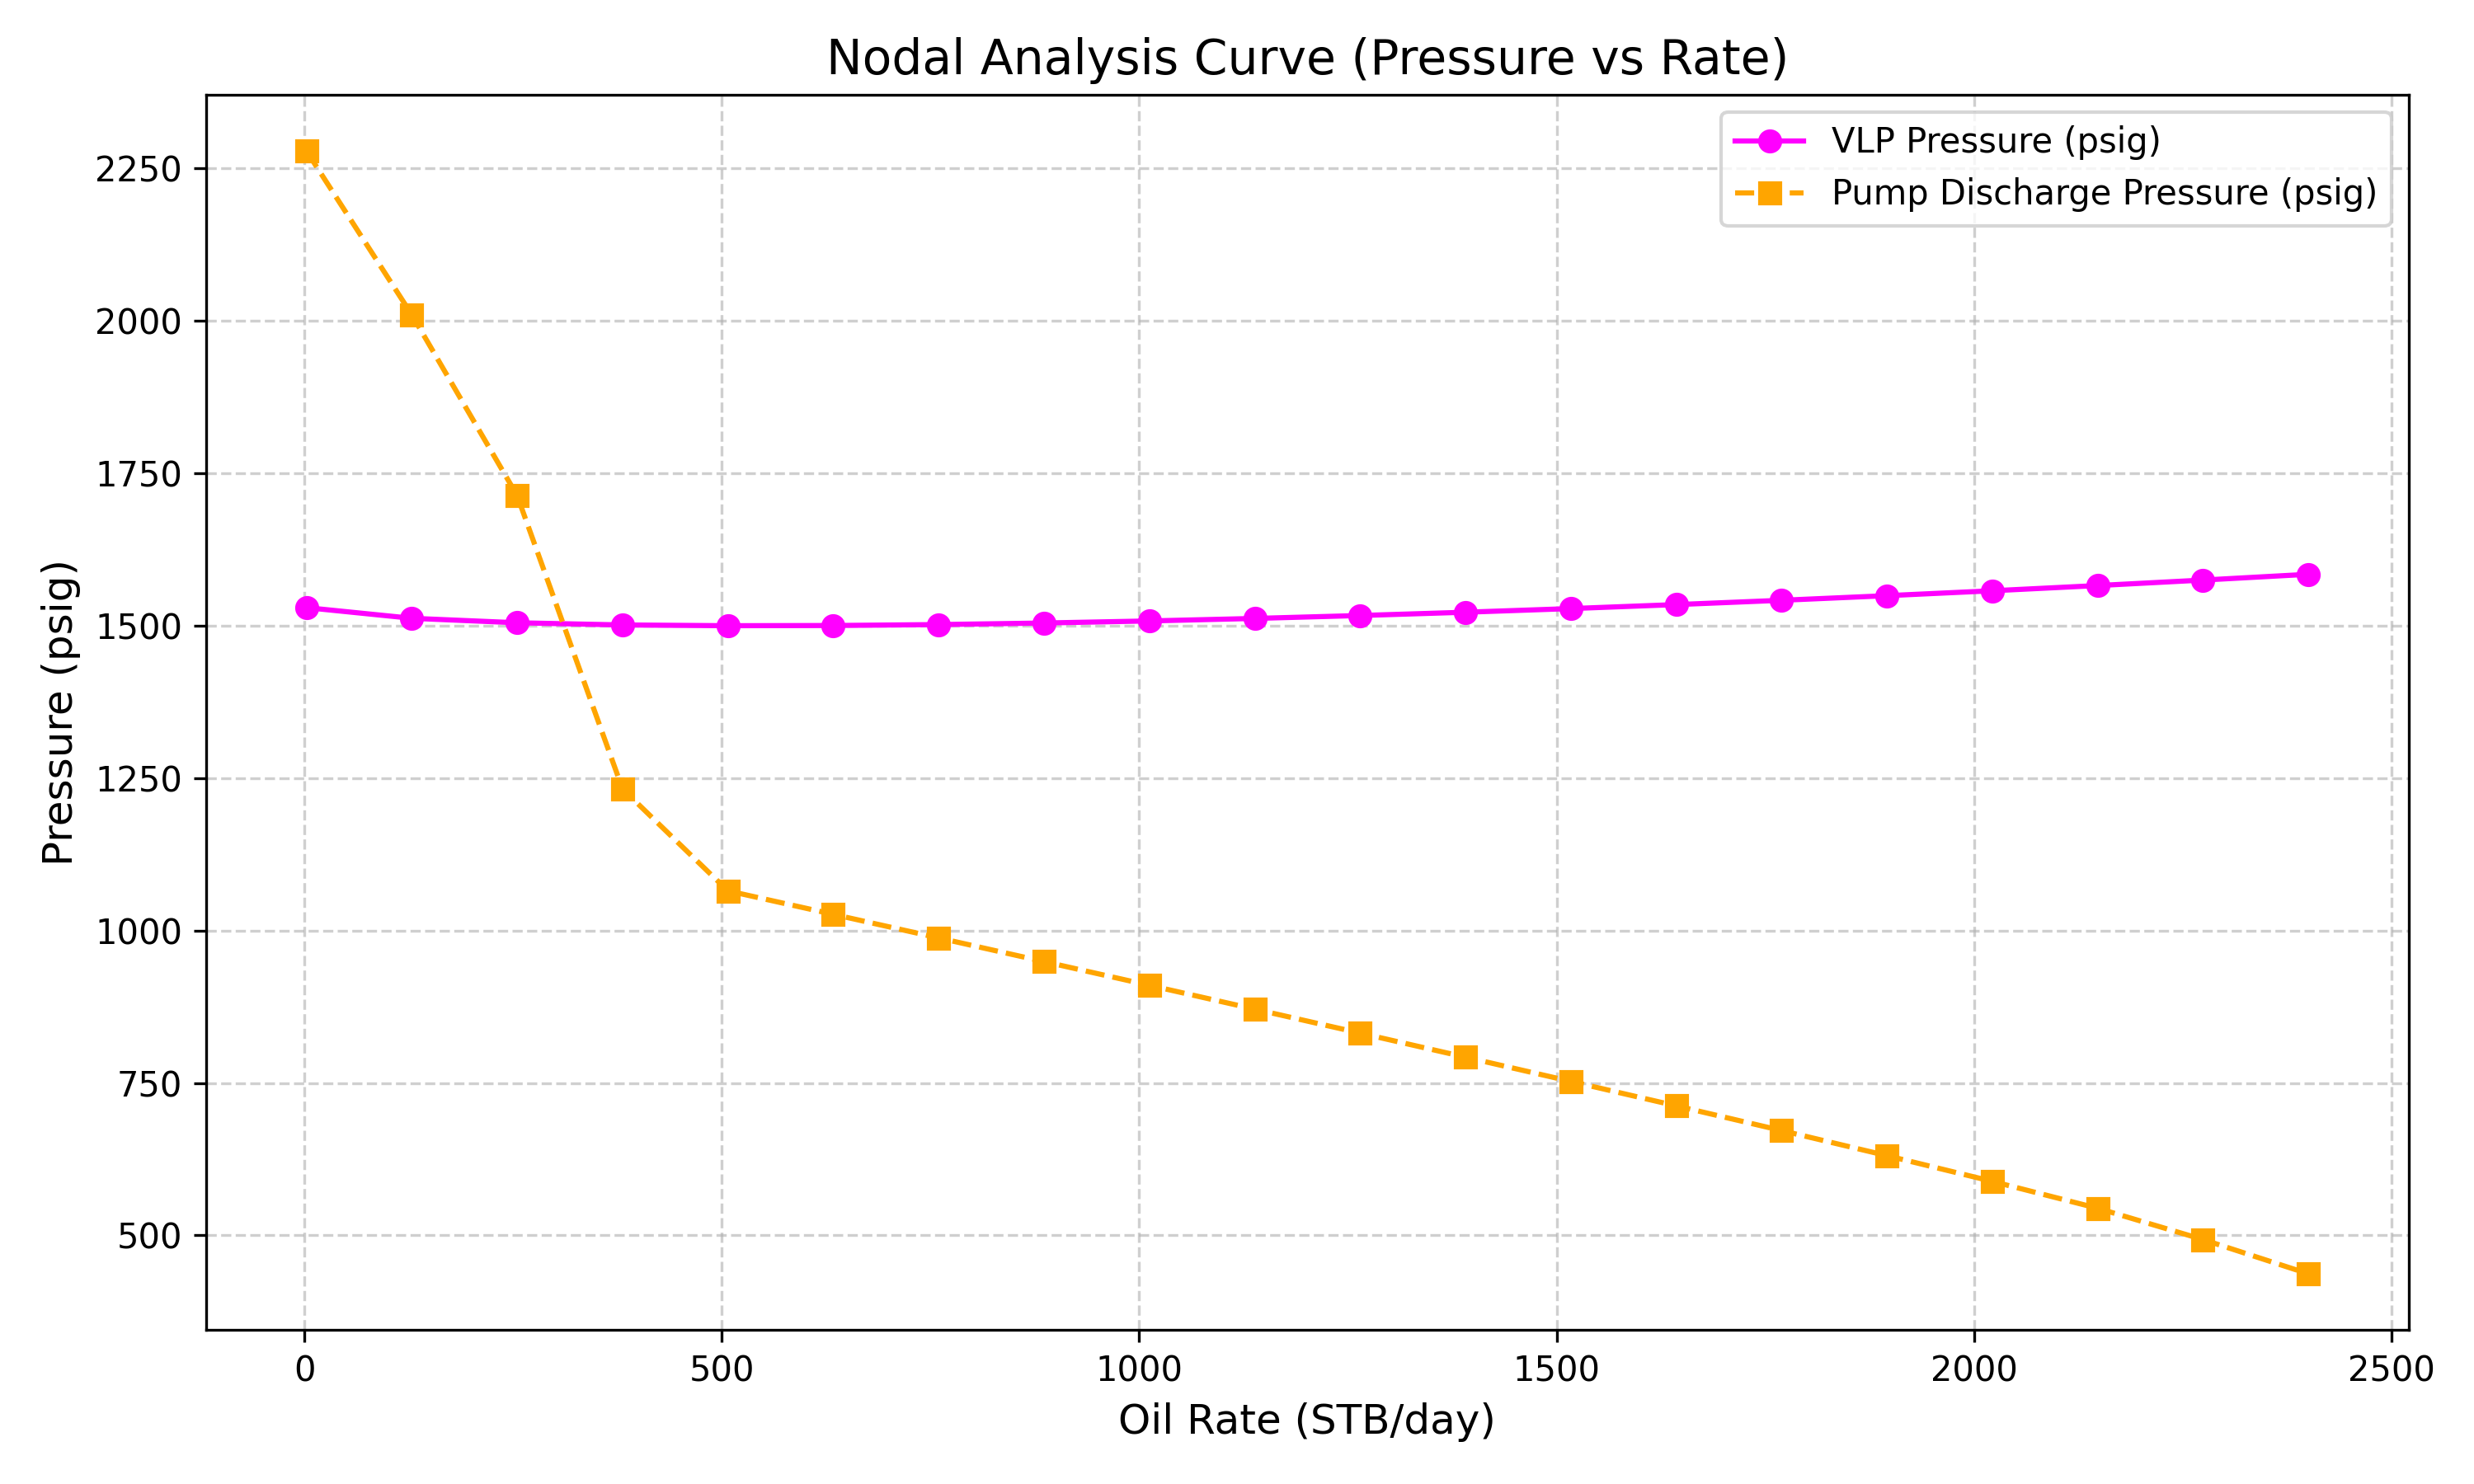 Nodal Analysis Curve (Pressure vs Rate)
VLP Pressure (psig)
Pump Discharge Pressure (psig)
Pressure (psig)
2250
2000
1750
1500
1250
1000
750
500
0
500
1000
1500
2000
2500
Oil Rate (STB/day)